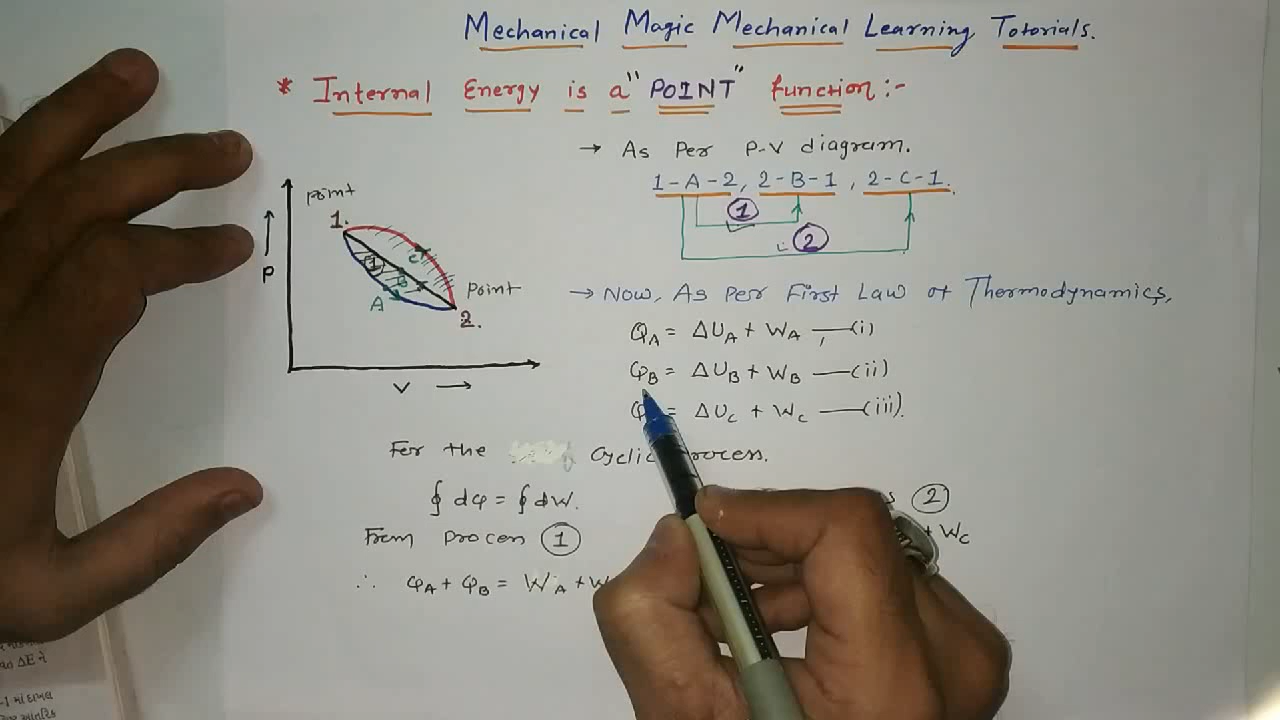 Mechanical Magic Mechanical Learning Totorials.
* Internal Energy is a "POINT" function :-
→ As Per P-V diagram.
1-A-2, 2-B-1, 2-C-1.
1
2
point
1.
P
C
1
B
A
point
2.
V
→ Now, As Per First Law of Thermodynamics,
QA = ΔUA + WA —(i)
QB = ΔUB + WB —(ii)
= ΔUC + WC —(iii).
For the Cyclic Process.
∮ dQ = ∮ dW.
2
From process 1
+ WC
∴ QA + QB = WA + W